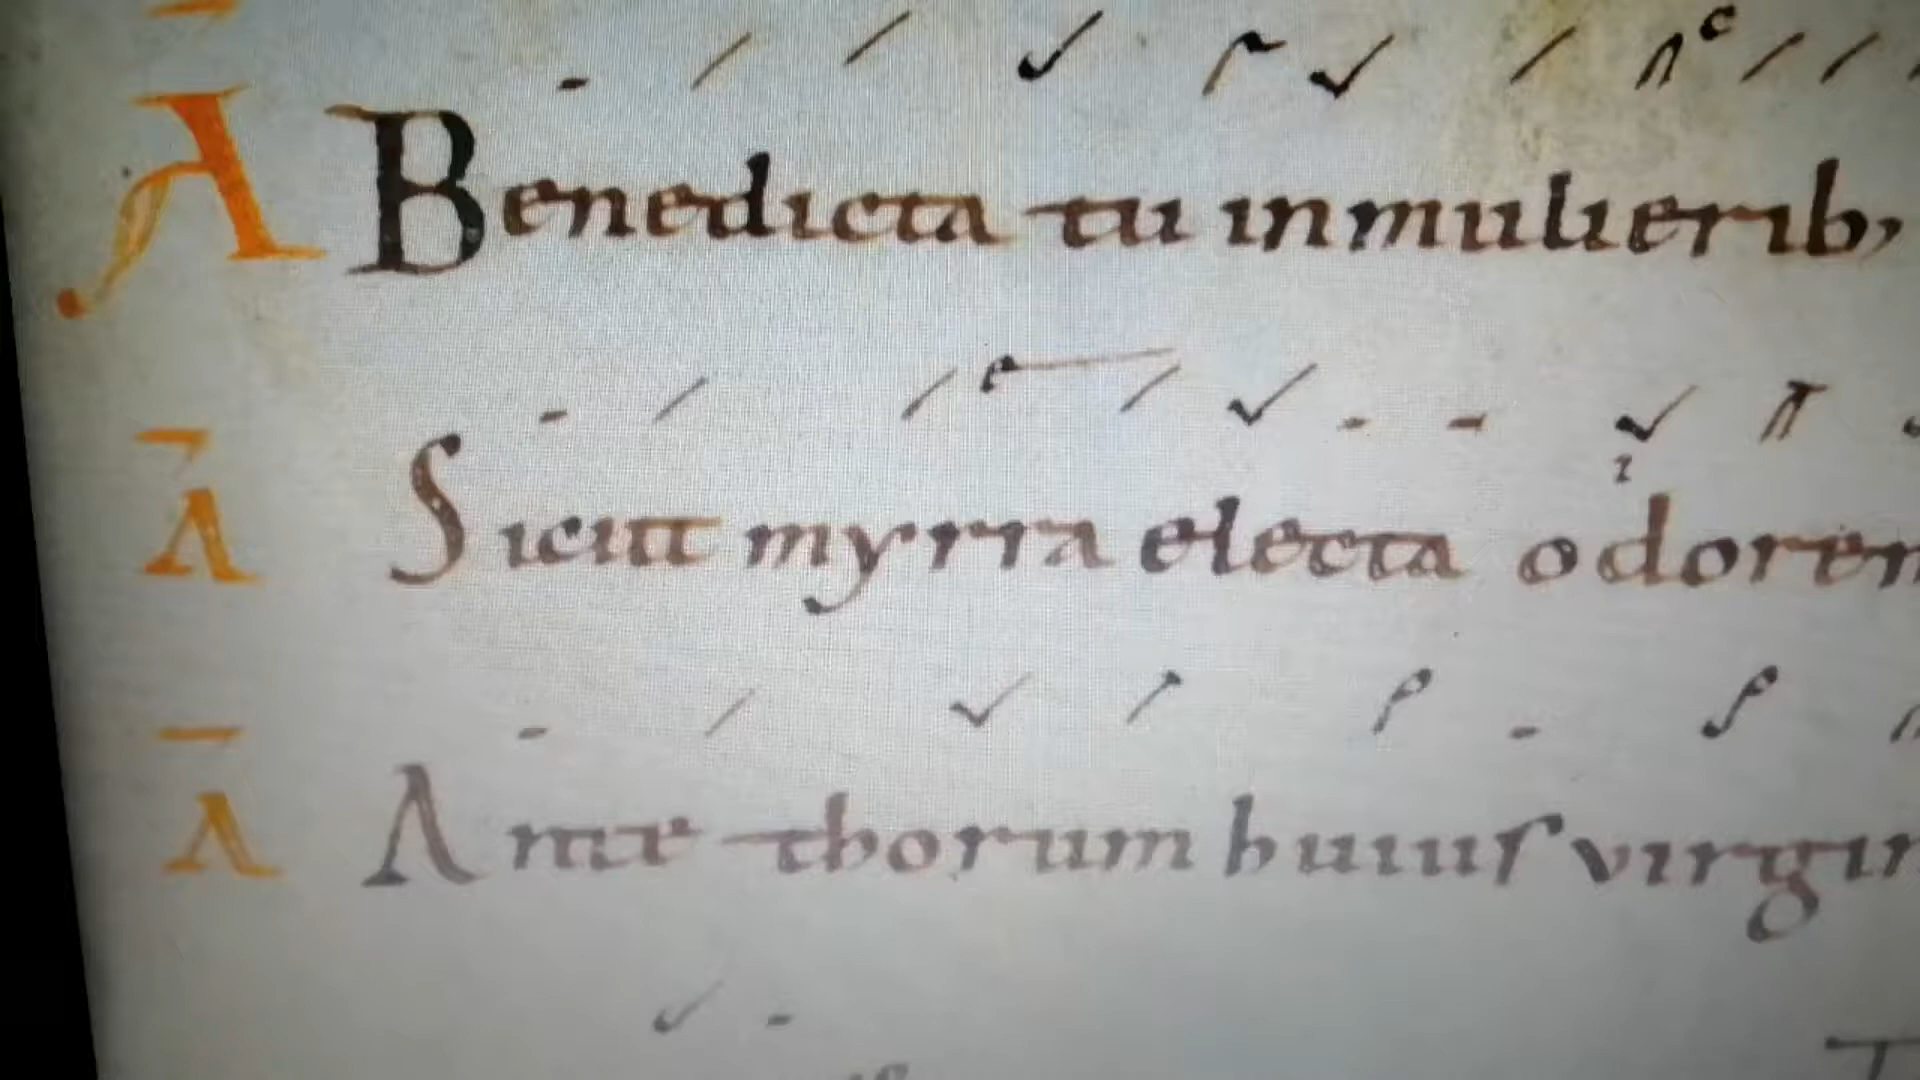 A Benedicta tu inmulierib,
Ā Sicut myrra electa odorem
Ā Ante thorum huius virgin